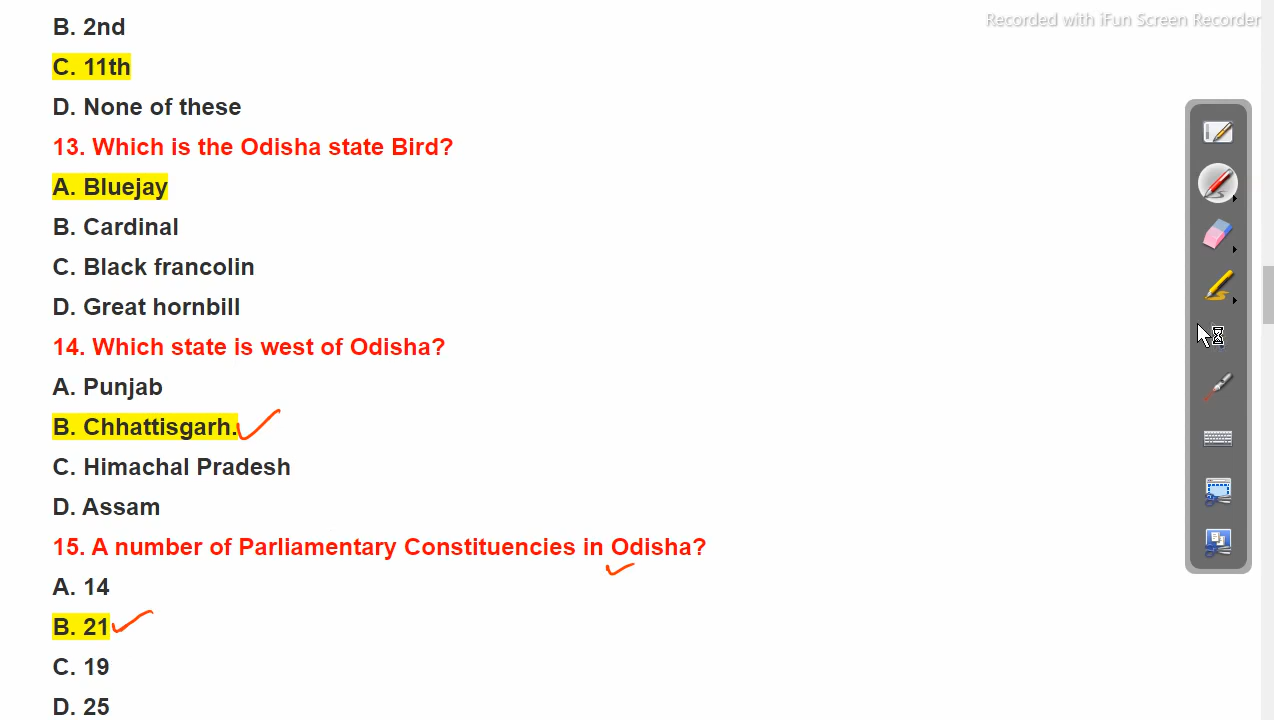 Recorded with iFun Screen Recorder
B. 2nd
C. 11th
D. None of these
13. Which is the Odisha state Bird?
A. Bluejay
B. Cardinal
C. Black francolin
D. Great hornbill
14. Which state is west of Odisha?
A. Punjab
B. Chhattisgarh.
C. Himachal Pradesh
D. Assam
15. A number of Parliamentary Constituencies in Odisha?
A. 14
B. 21
C. 19
D. 25